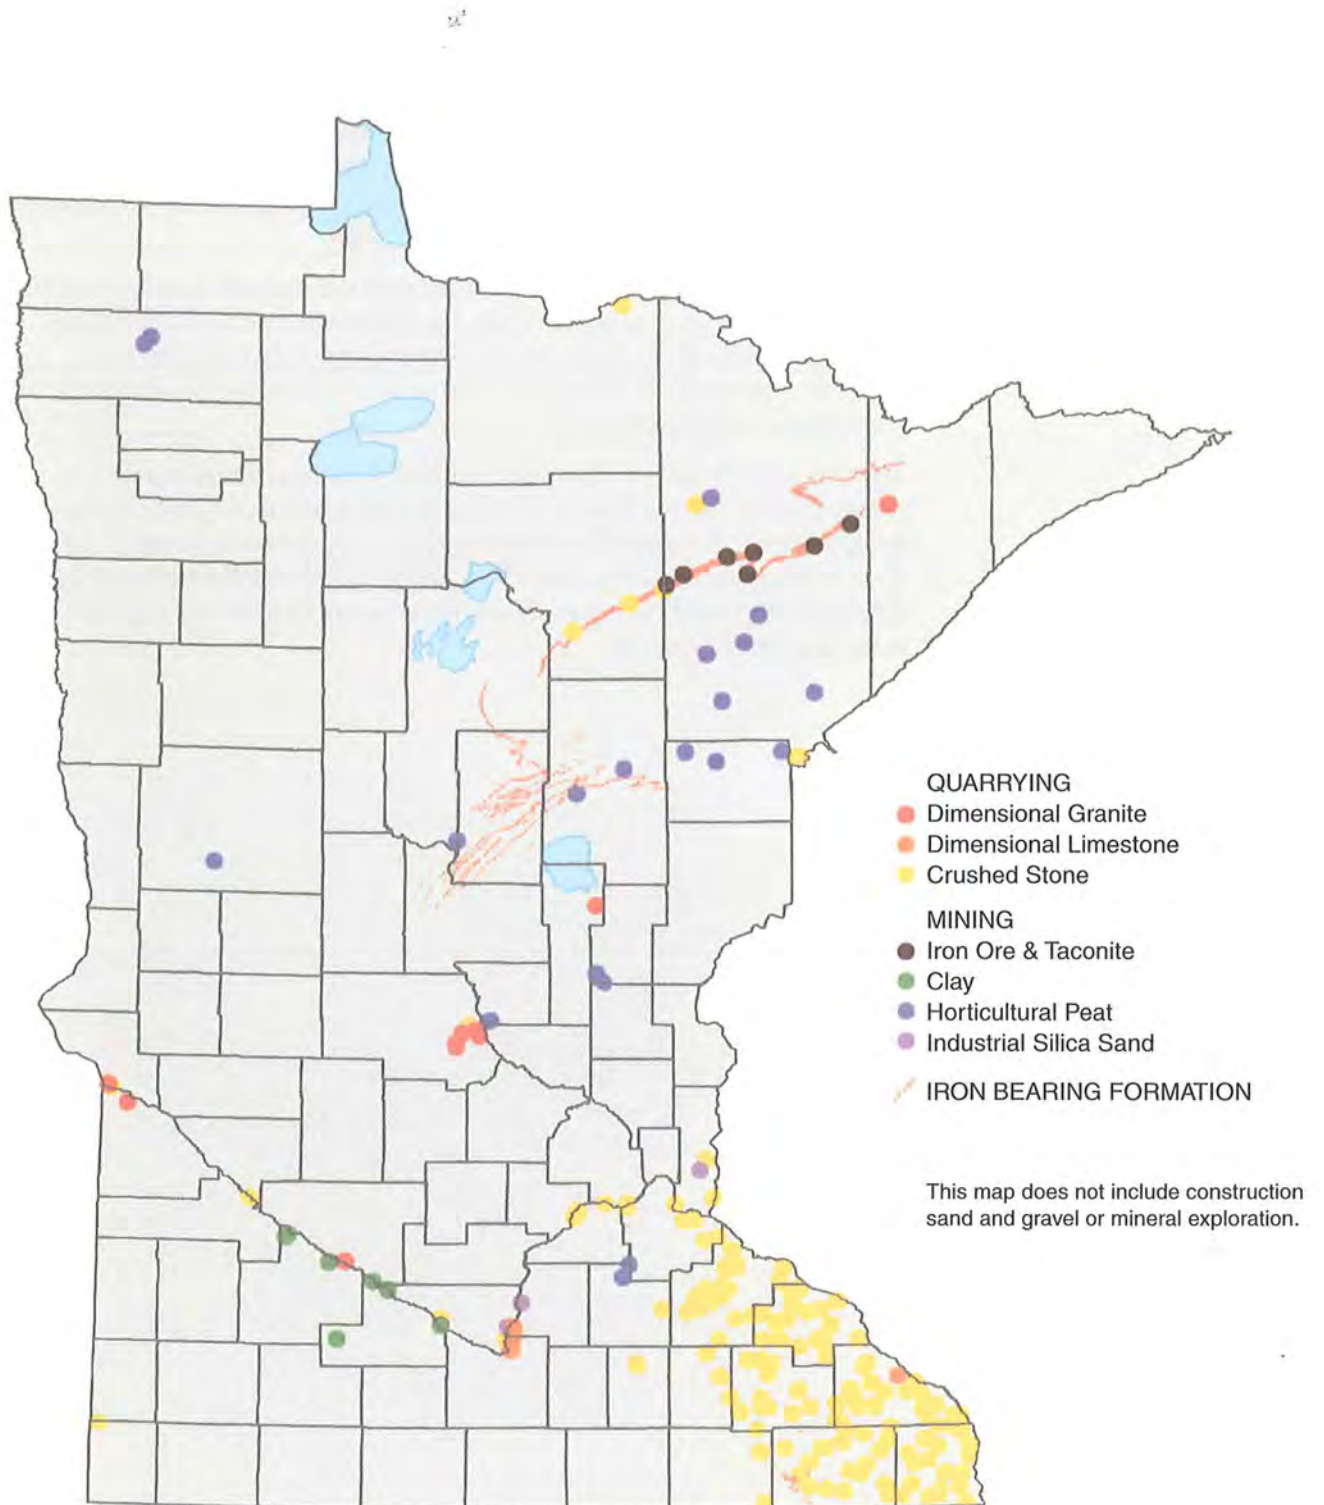 QUARRYING
Dimensional Granite
Dimensional Limestone
Crushed Stone
MINING
Iron Ore & Taconite
Clay
Horticultural Peat
Industrial Silica Sand
IRON BEARING FORMATION
This map does not include construction
sand and gravel or mineral exploration.